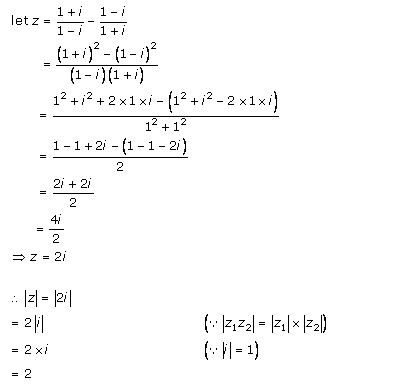 let z = (1 + i)/(1 − i) − (1 − i)/(1 + i)
= ((1 + i)² − (1 − i)²)/((1 − i)(1 + i))
= (1² + i² + 2 × 1 × i − (1² + i² − 2 × 1 × i))/(1² + 1²)
= (1 − 1 + 2i − (1 − 1 − 2i))/2
= (2i + 2i)/2
= 4i/2
⇒ z = 2i
∴ |z| = |2i|
= 2|i| (∵ |z₁z₂| = |z₁| × |z₂|)
= 2 × i (∵ |i| = 1)
= 2